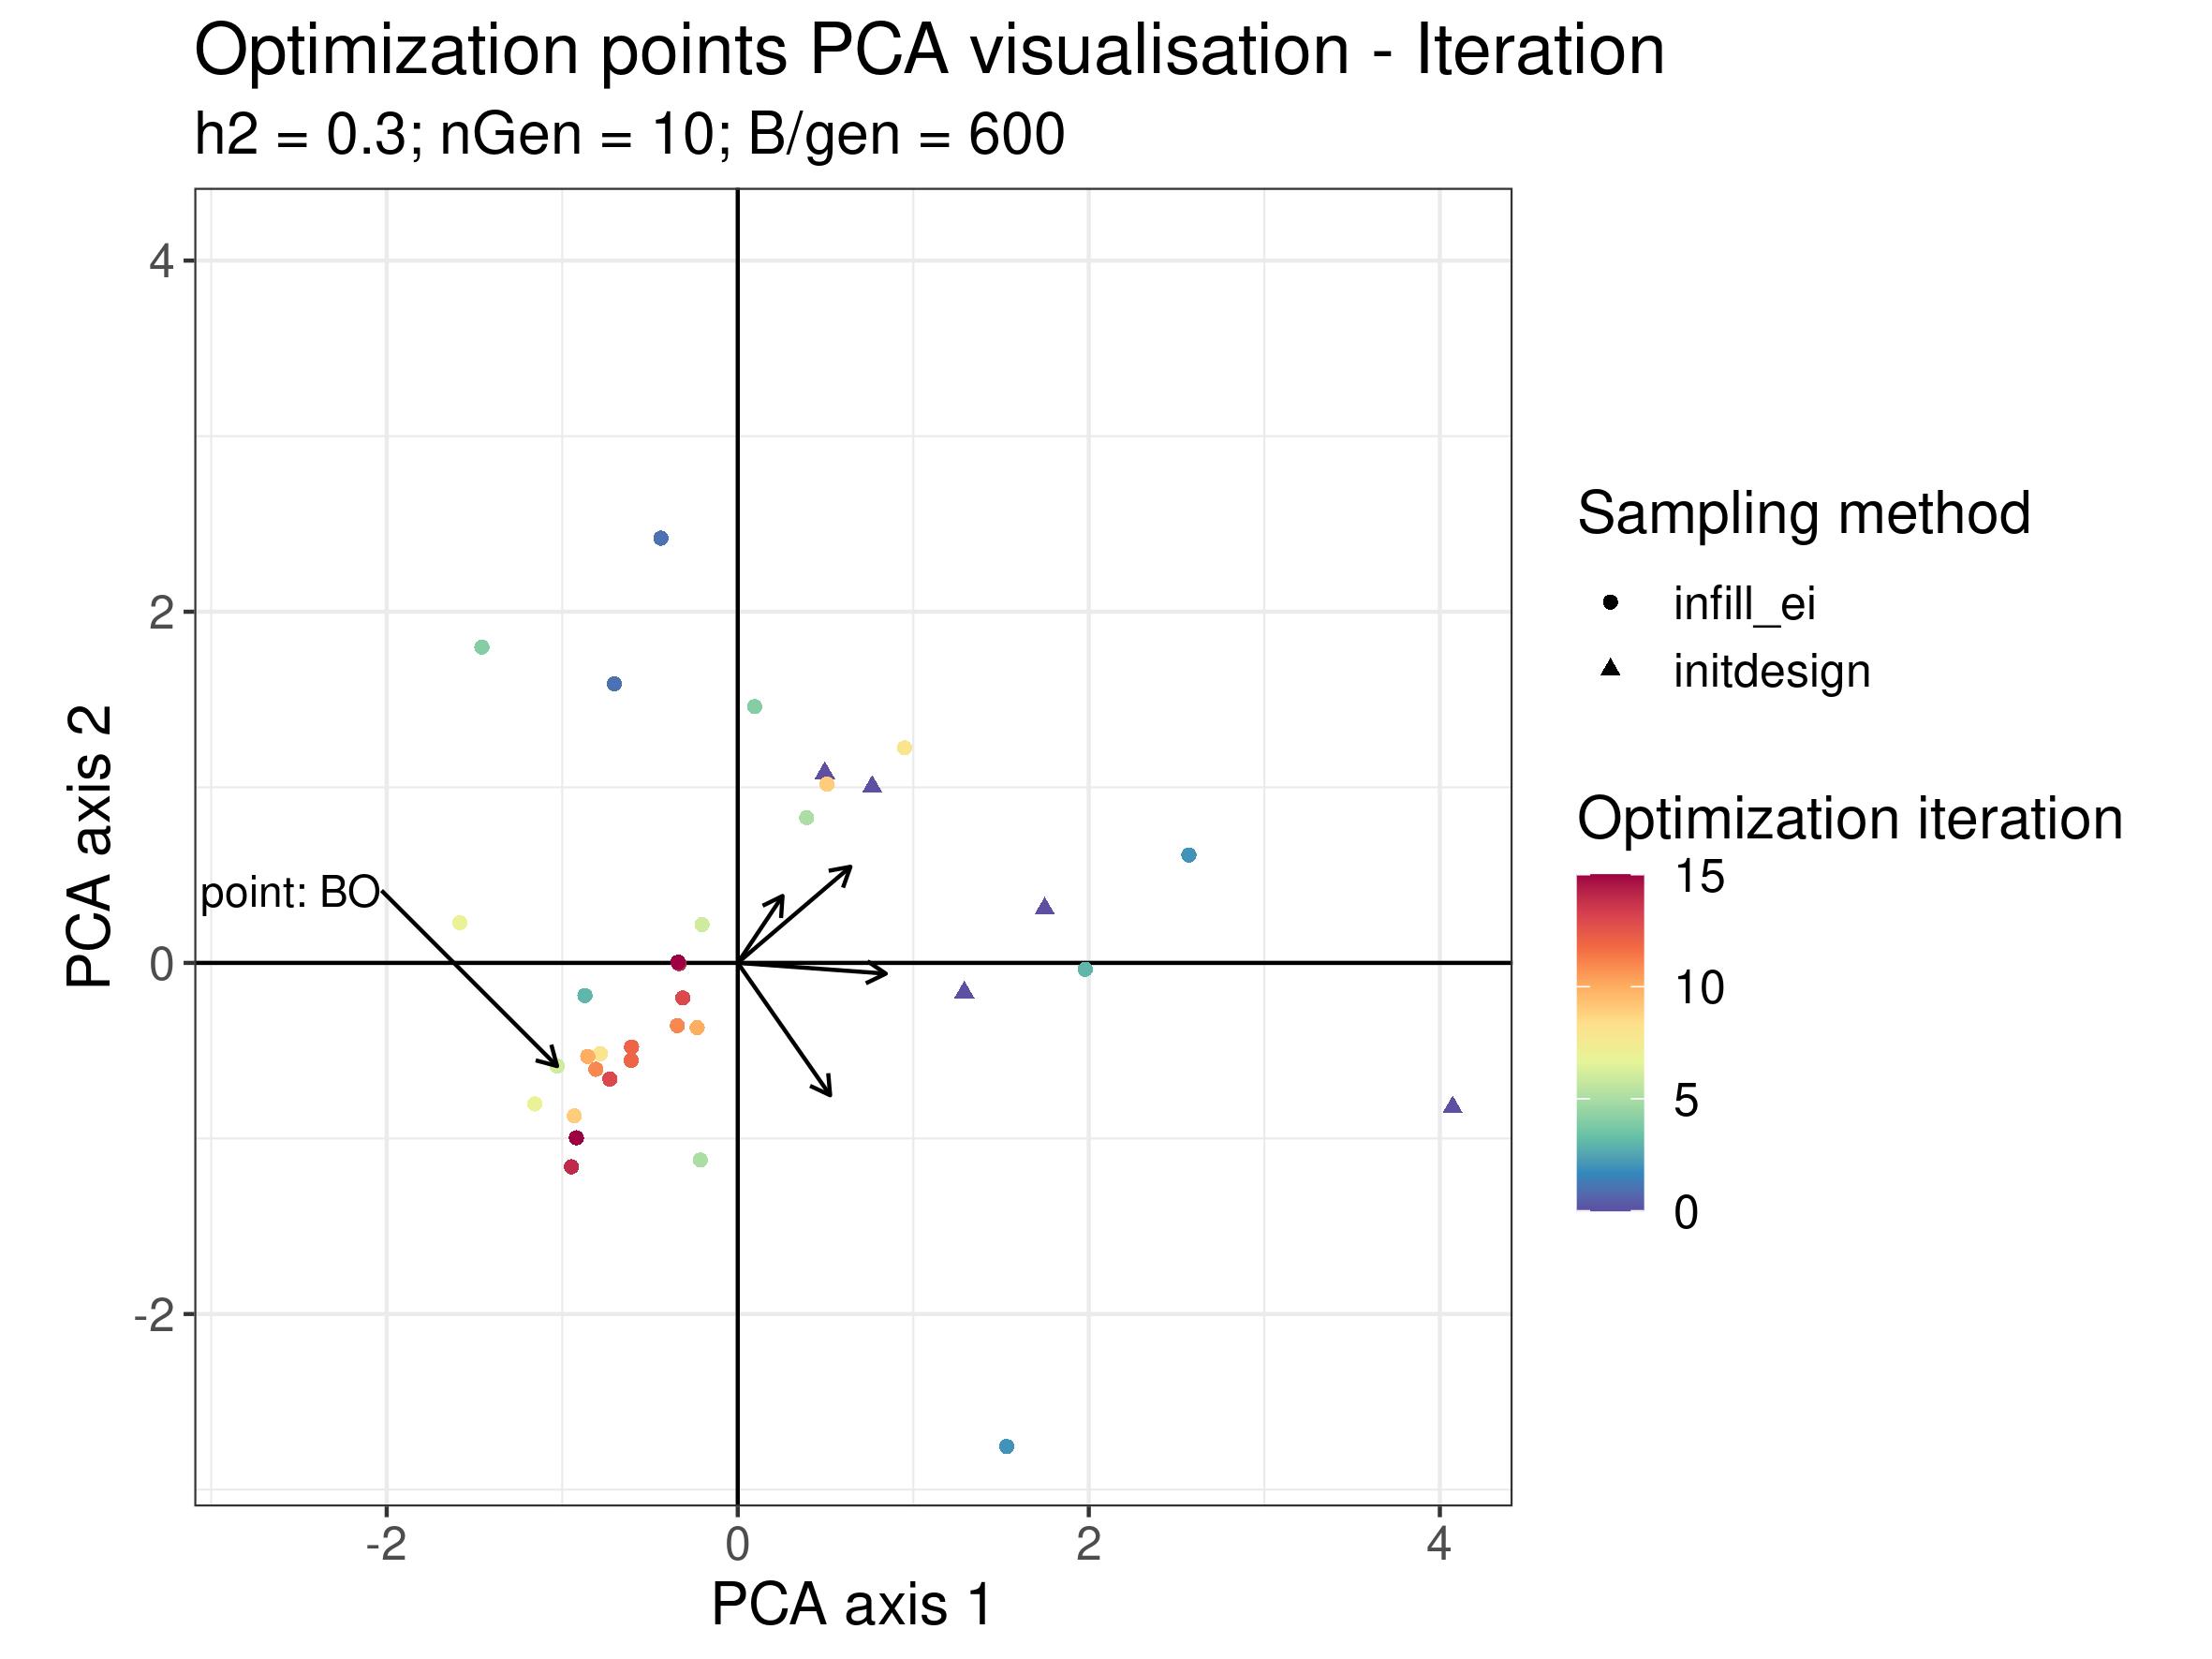 Optimization points PCA visualisation - Iteration
h2 = 0.3; nGen = 10; B/gen = 600
4
2
0
-2
PCA axis 2
point: BO
-2
0
2
4
PCA axis 1
Sampling method
infill_ei
initdesign
Optimization iteration
15
10
5
0